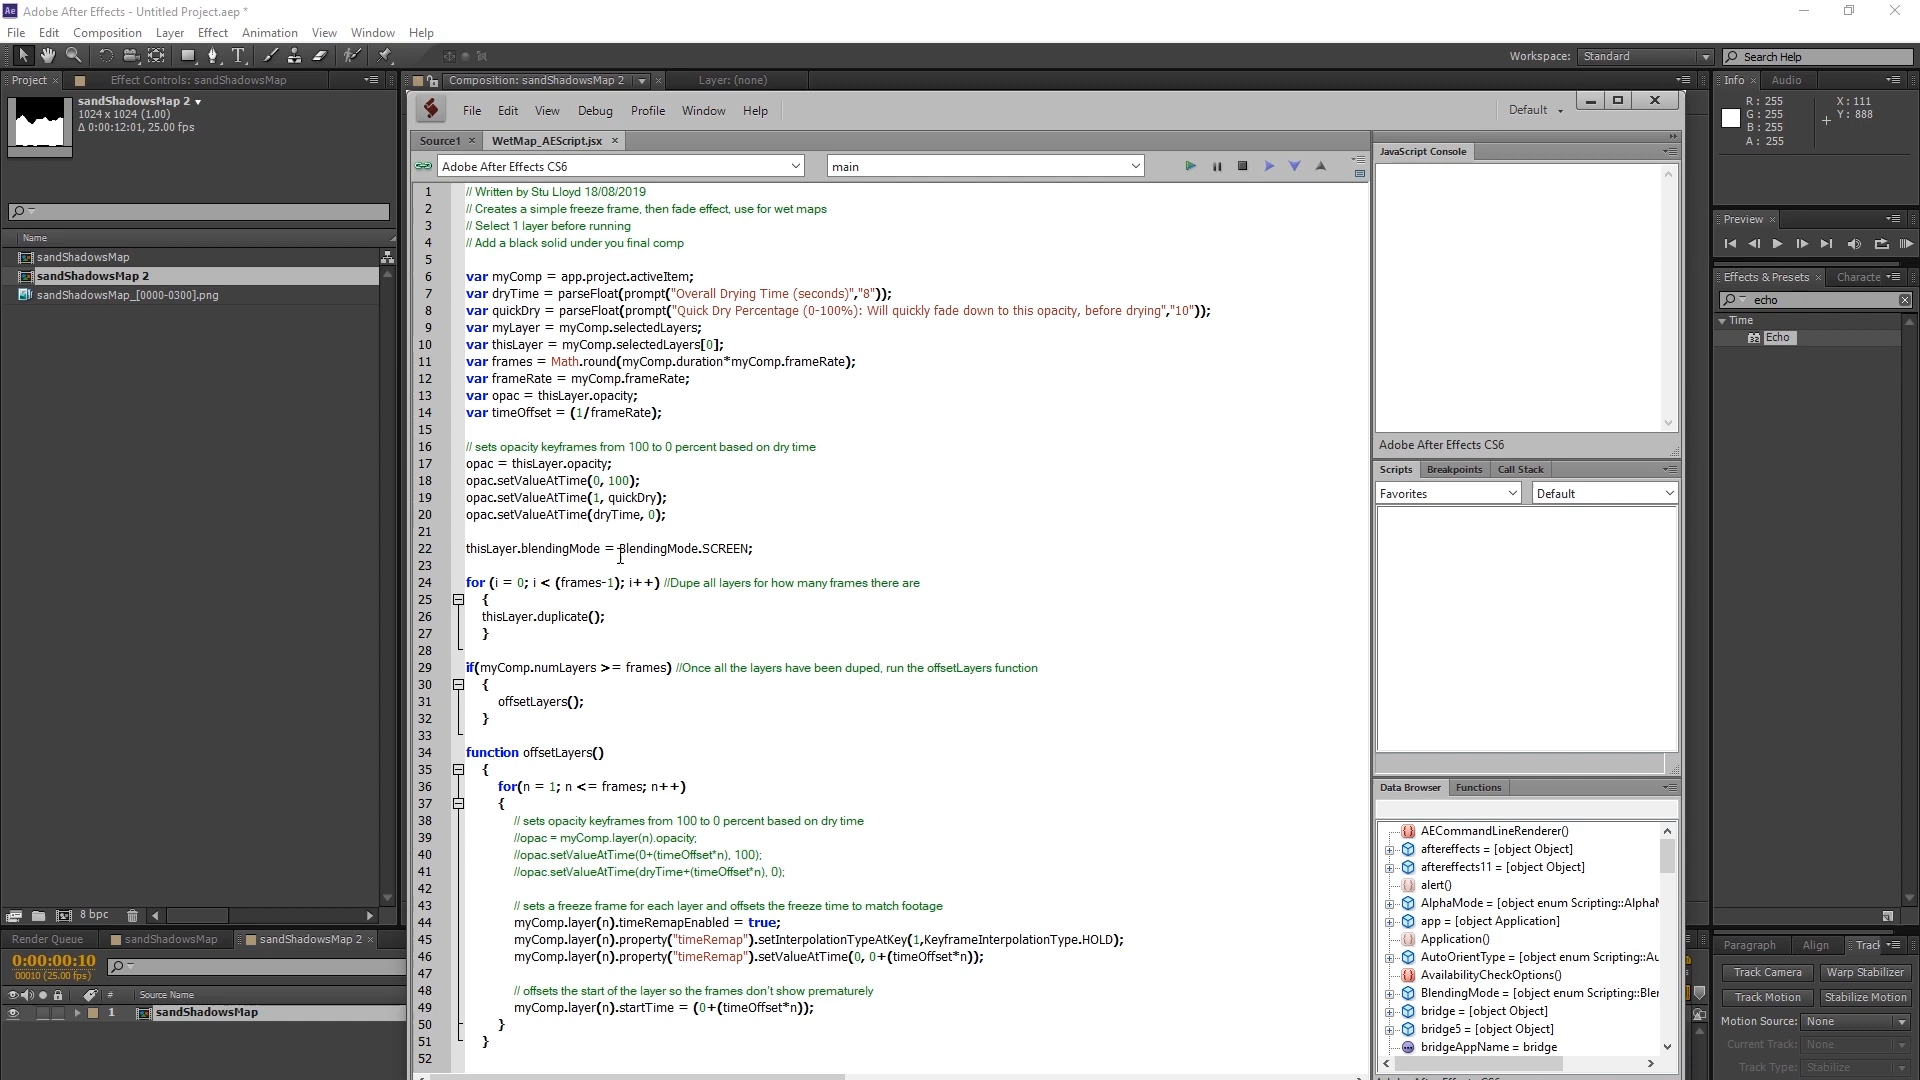 Adobe After Effects - Untitled Project.aep *
File Edit Composition Layer Effect Animation View Window Help
Workspace: Standard
Search Help
Project × Effect Controls: sandShadowsMap
Composition: sandShadowsMap 2 × Layer: (none)
sandShadowsMap 2
1024 x 1024 (1.00)
Δ 0:00:12:01, 25.00 fps
Name
sandShadowsMap
sandShadowsMap 2
sandShadowsMap_[0000-0300].png
8 bpc
File Edit View Debug Profile Window Help
Default
Source1 × WetMap_AEScript.jsx ×
Adobe After Effects CS6 main
1 // Written by Stu Lloyd 18/08/2019
2 // Creates a simple freeze frame, then fade effect, use for wet maps
3 // Select 1 layer before running
4 // Add a black solid under you final comp
5
6 var myComp = app.project.activeItem;
7 var dryTime = parseFloat(prompt("Overall Drying Time (seconds)","8"));
8 var quickDry = parseFloat(prompt("Quick Dry Percentage (0-100%): Will quickly fade down to this opacity, before drying","10"));
9 var myLayer = myComp.selectedLayers;
10 var thisLayer = myComp.selectedLayers[0];
11 var frames = Math.round(myComp.duration*myComp.frameRate);
12 var frameRate = myComp.frameRate;
13 var opac = thisLayer.opacity;
14 var timeOffset = (1/frameRate);
15
16 // sets opacity keyframes from 100 to 0 percent based on dry time
17 opac = thisLayer.opacity;
18 opac.setValueAtTime(0, 100);
19 opac.setValueAtTime(1, quickDry);
20 opac.setValueAtTime(dryTime, 0);
21
22 thisLayer.blendingMode = BlendingMode.SCREEN;
23
24 for (i = 0; i < (frames-1); i++) //Dupe all layers for how many frames there are
25 {
26 thisLayer.duplicate();
27 }
28
29 if(myComp.numLayers >= frames) //Once all the layers have been duped, run the offsetLayers function
30 {
31 offsetLayers();
32 }
33
34 function offsetLayers()
35 {
36 for(n = 1; n <= frames; n++)
37 {
38 // sets opacity keyframes from 100 to 0 percent based on dry time
39 //opac = myComp.layer(n).opacity;
40 //opac.setValueAtTime(0+(timeOffset*n), 100);
41 //opac.setValueAtTime(dryTime+(timeOffset*n), 0);
42
43 // sets a freeze frame for each layer and offsets the freeze time to match footage
44 myComp.layer(n).timeRemapEnabled = true;
45 myComp.layer(n).property("timeRemap").setInterpolationTypeAtKey(1,KeyframeInterpolationType.HOLD);
46 myComp.layer(n).property("timeRemap").setValueAtTime(0, 0+(timeOffset*n));
47
48 // offsets the start of the layer so the frames don't show prematurely
49 myComp.layer(n).startTime = (0+(timeOffset*n));
50 }
51 }
52
JavaScript Console
Adobe After Effects CS6
Scripts Breakpoints Call Stack
Favorites Default
Data Browser Functions
AECommandLineRenderer()
aftereffects = [object Object]
aftereffects11 = [object Object]
alert()
AlphaMode = [object enum Scripting::AlphaM
app = [object Application]
Application()
AutoOrientType = [object enum Scripting::Au
AvailabilityCheckOptions()
BlendingMode = [object enum Scripting::Bler
bridge = [object Object]
bridge5 = [object Object]
bridgeAppName = bridge
Info × Audio
R: 255
G: 255
B: 255
A: 255
X: 111
Y: 888
Preview ×
Effects & Presets × Characte
echo
Time
32 Echo
Paragraph Align Track
Track Camera Warp Stabilizer
Track Motion Stabilize Motion
Motion Source: None
Current Track: None
Track Type: Stabilize
Render Queue sandShadowsMap sandShadowsMap 2 ×
0:00:00:10
00010 (25.00 fps)
# Source Name
1 sandShadowsMap